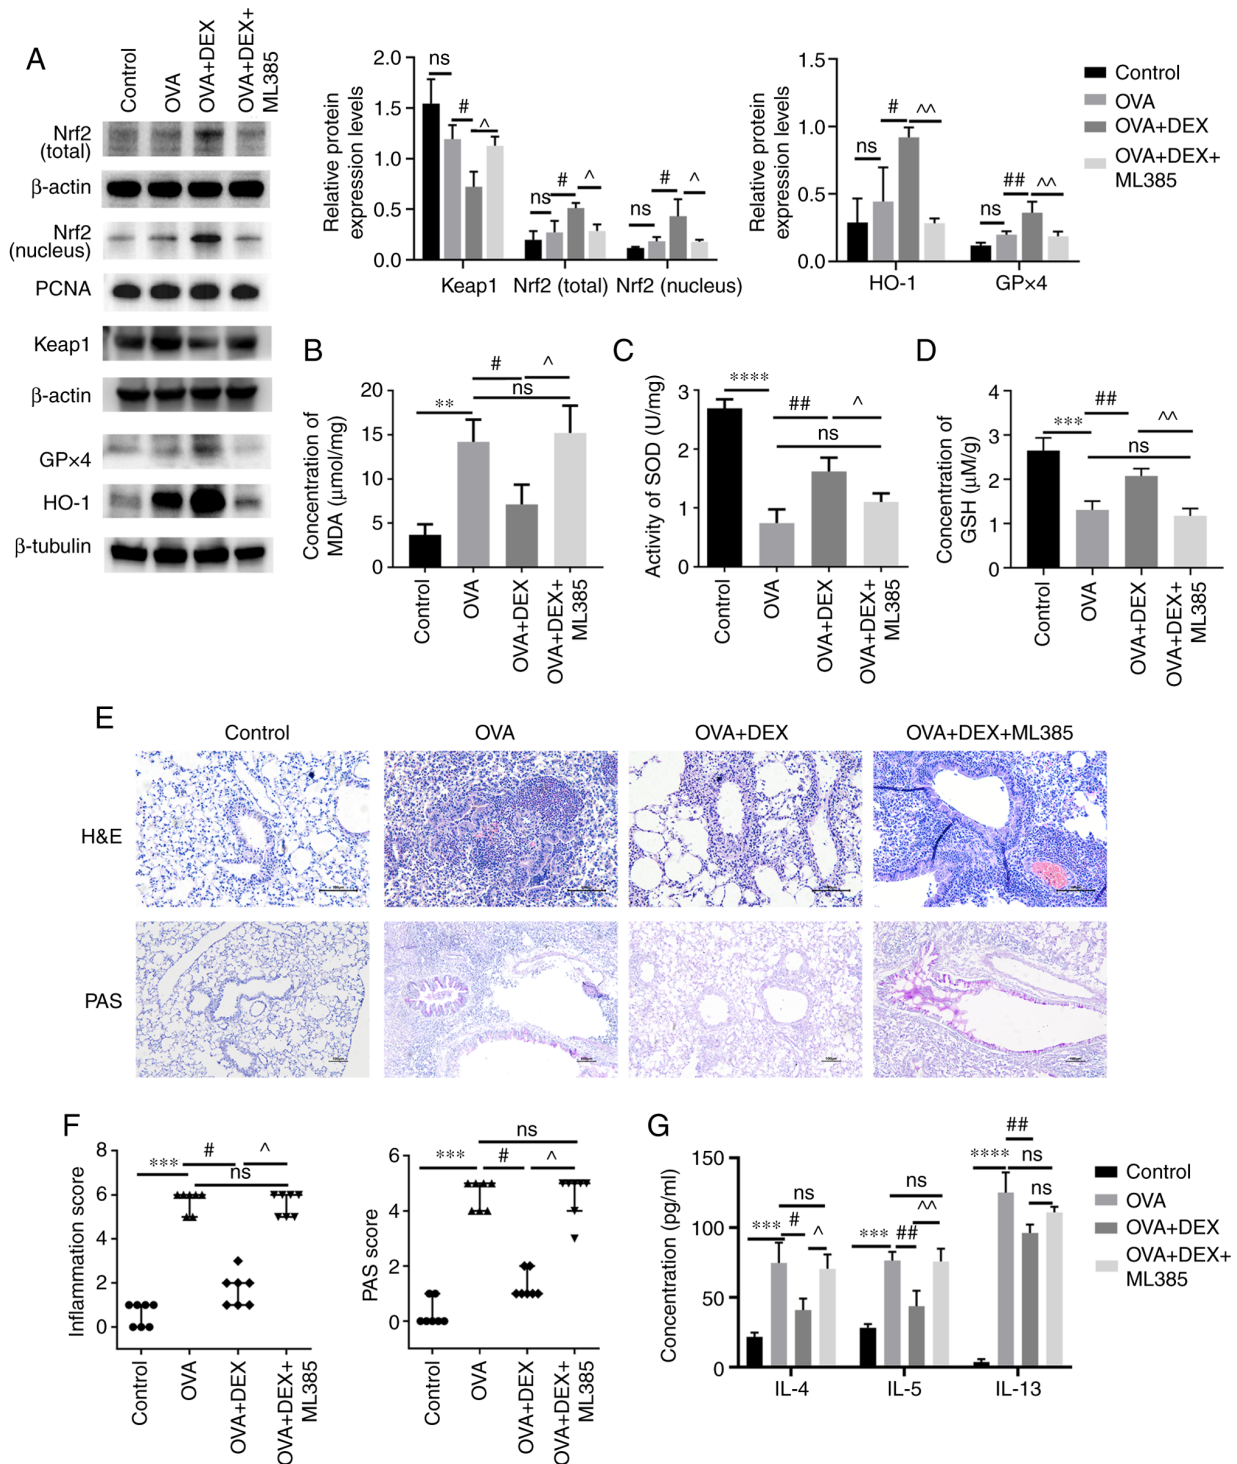 A
Control
OVA
OVA+DEX
OVA+DEX+
ML385
Nrf2
(total)
β-actin
Nrf2
(nucleus)
PCNA
Keap1
β-actin
GP×4
HO-1
β-tubulin
Relative protein
expression levels
2.0
1.5
1.0
0.5
0.0
ns
#
^
ns
#
^
ns
#
^
Keap1
Nrf2 (total)
Nrf2 (nucleus)
Relative protein
expression levels
1.5
1.0
0.5
0.0
ns
#
^^
ns
##
^^
HO-1
GP×4
Control
OVA
OVA+DEX
OVA+DEX+
ML385
B
Concentration of
MDA (μmol/mg)
20
15
10
5
0
**
#
^
ns
Control
OVA
OVA+DEX
OVA+DEX+
ML385
C
Activity of SOD (U/mg)
3
2
1
0
****
##
^
ns
Control
OVA
OVA+DEX
OVA+DEX+
ML385
D
Concentration of
GSH (μM/g)
4
3
2
1
0
***
##
^^
ns
Control
OVA
OVA+DEX
OVA+DEX+
ML385
E
Control
OVA
OVA+DEX
OVA+DEX+ML385
H&E
PAS
F
Inflammation score
8
6
4
2
0
***
#
^
ns
Control
OVA
OVA+DEX
OVA+DEX+
ML385
PAS score
6
4
2
0
***
#
^
ns
Control
OVA
OVA+DEX
OVA+DEX+
ML385
G
Concentration (pg/ml)
150
100
50
0
***
#
^
ns
***
##
^^
ns
****
##
ns
ns
IL-4
IL-5
IL-13
Control
OVA
OVA+DEX
OVA+DEX+
ML385